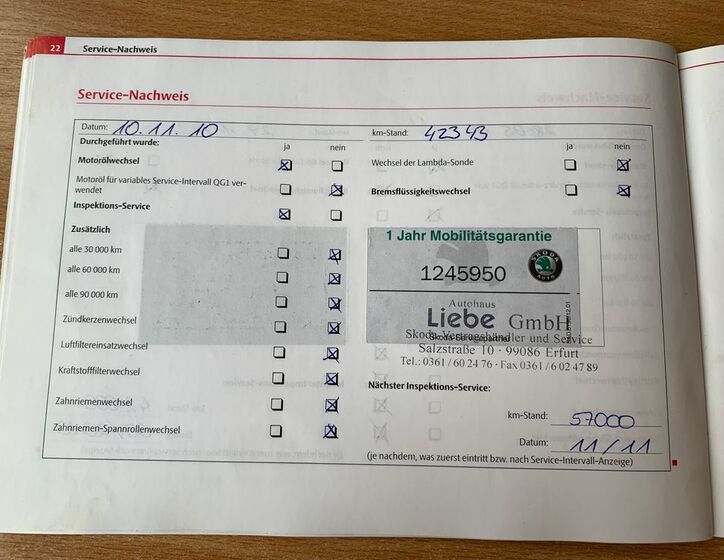 22 Service-Nachweis
Service-Nachweis
Datum: 10.11.10 km-Stand: 42343
Durchgeführt wurde: ja nein ja nein
Motorölwechsel Wechsel der Lambda-Sonde
Motoröl für variables Service-Intervall QG1 ver-
wendet Bremsflüssigkeitswechsel
Inspektions-Service
Zusätzlich
alle 30 000 km
alle 60 000 km
alle 90 000 km
Zündkerzenwechsel
Luftfiltereinsatzwechsel
Kraftstofffilterwechsel
Zahnriemenwechsel
Zahnriemen-Spannrollenwechsel
1 Jahr Mobilitätsgarantie
1245950
SKODA
AUTO
Autohaus
Liebe GmbH
Skoda-Vertragshändler und Service
Salzstraße 10 · 99086 Erfurt
Tel.: 0361/60 24 76 · Fax 0361/6 02 47 89
Nächster Inspektions-Service:
km-Stand: 57000
Datum: 11/11
(je nachdem, was zuerst eintritt bzw. nach Service-Intervall-Anzeige)